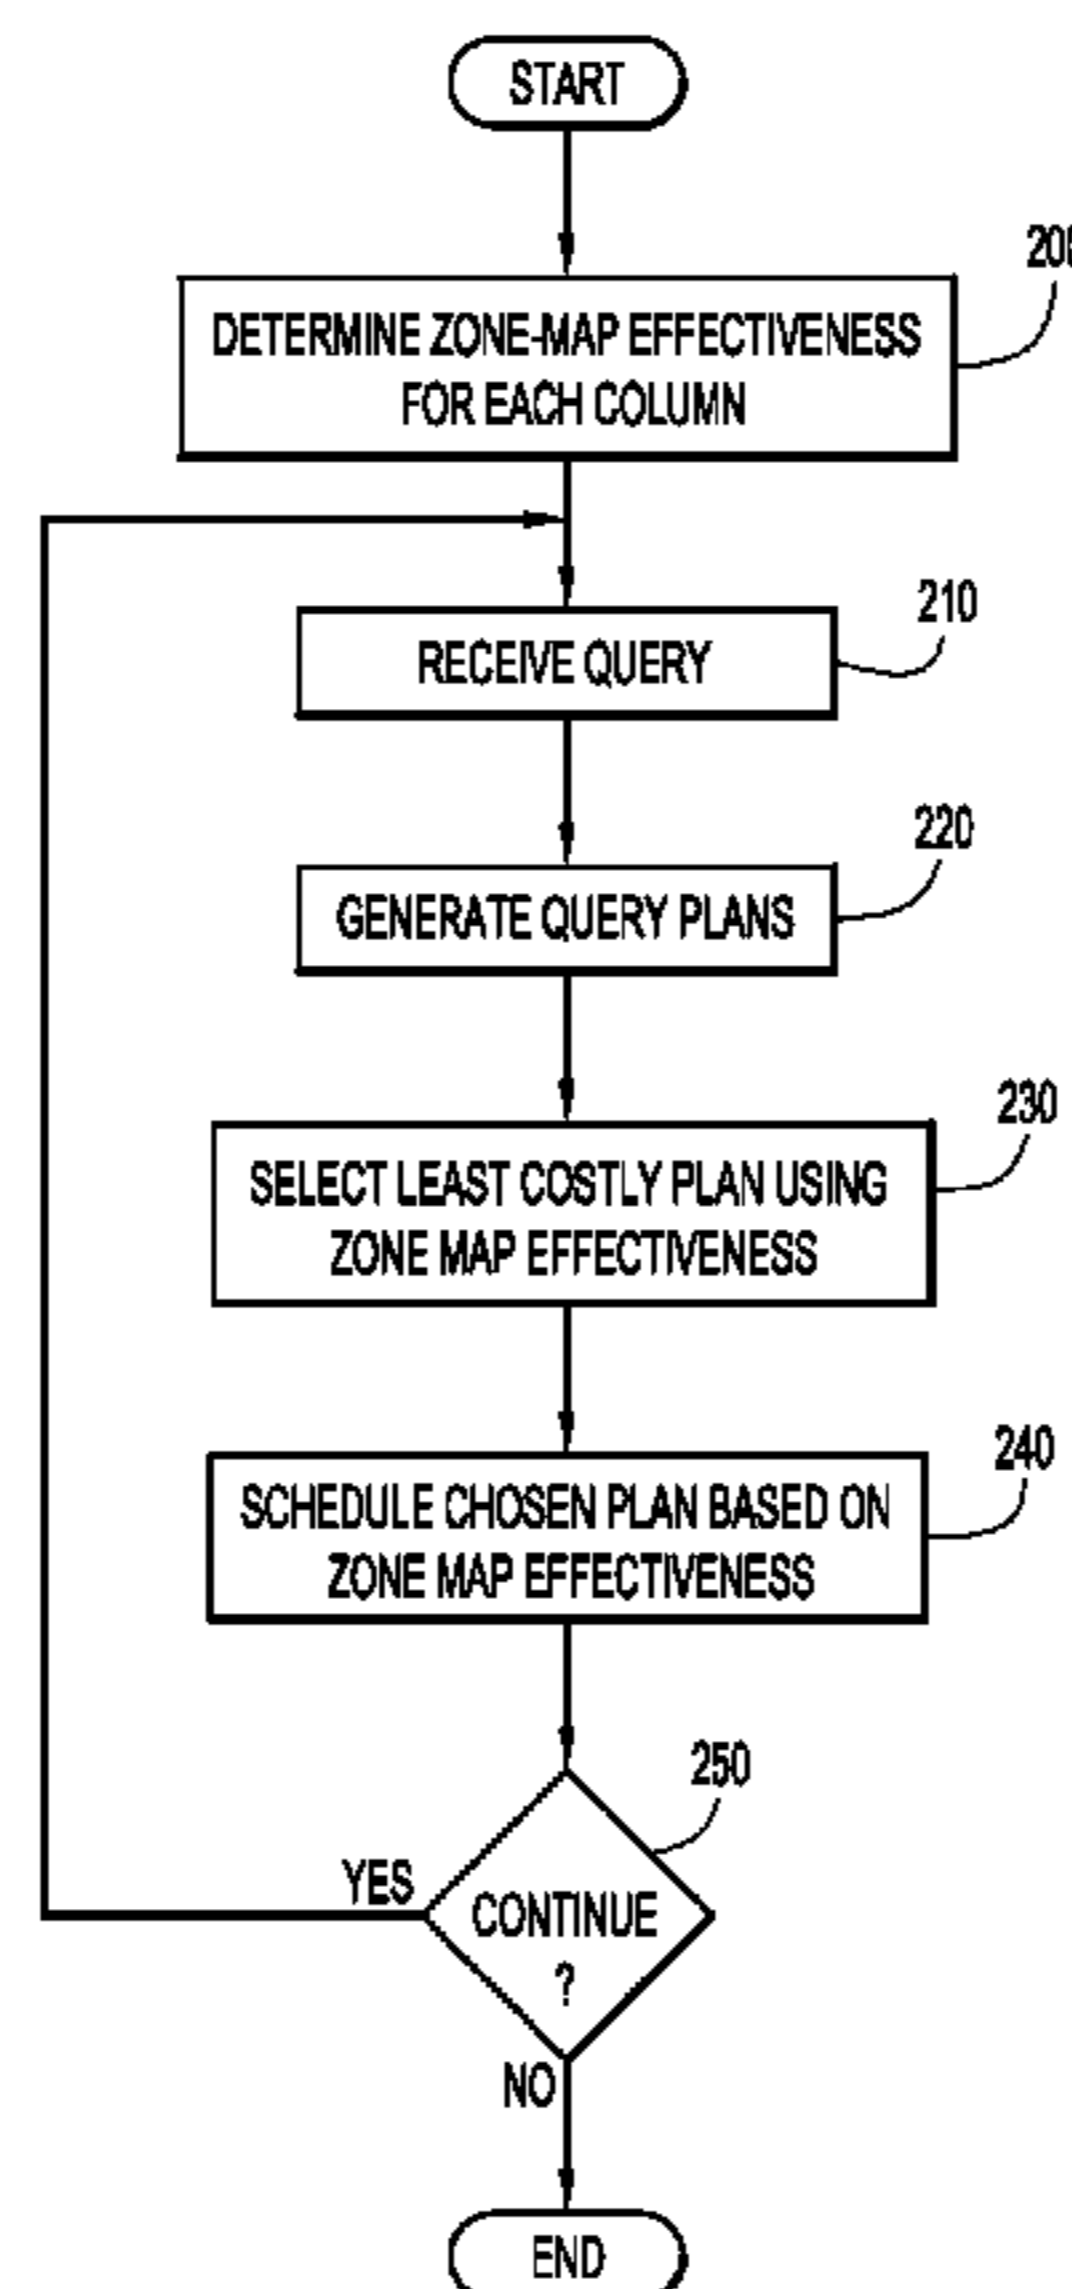 START
DETERMINE ZONE-MAP EFFECTIVENESS
FOR EACH COLUMN
210
RECEIVE QUERY
220
GENERATE QUERY PLANS
230
SELECT LEAST COSTLY PLAN USING
ZONE MAP EFFECTIVENESS
240
SCHEDULE CHOSEN PLAN BASED ON
ZONE MAP EFFECTIVENESS
250
YES
CONTINUE
?
NO
END